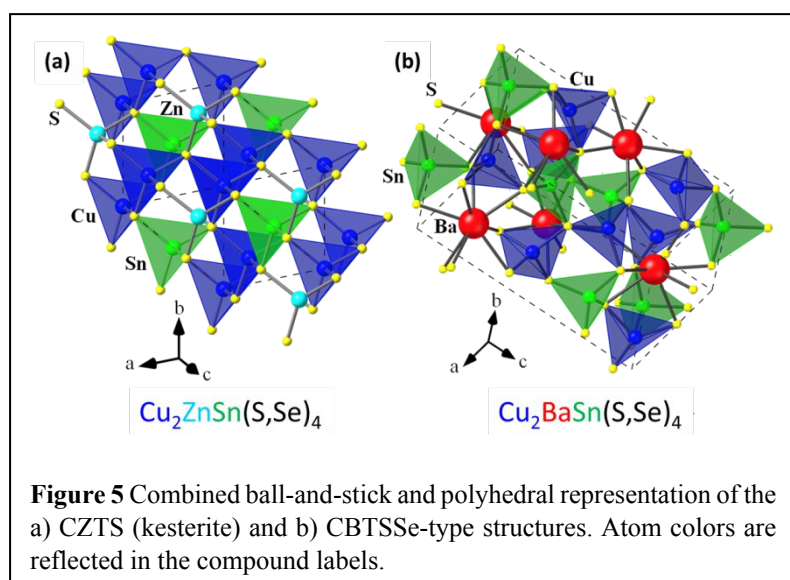 (a)
(b)
Zn
Cu
S
S
Sn
Cu
Ba
Sn
b
a
c
b
a
c
Cu₂ZnSn(S,Se)₄
Cu₂BaSn(S,Se)₄
Figure 5 Combined ball-and-stick and polyhedral representation of the
a) CZTS (kesterite) and b) CBTSSe-type structures. Atom colors are
reflected in the compound labels.